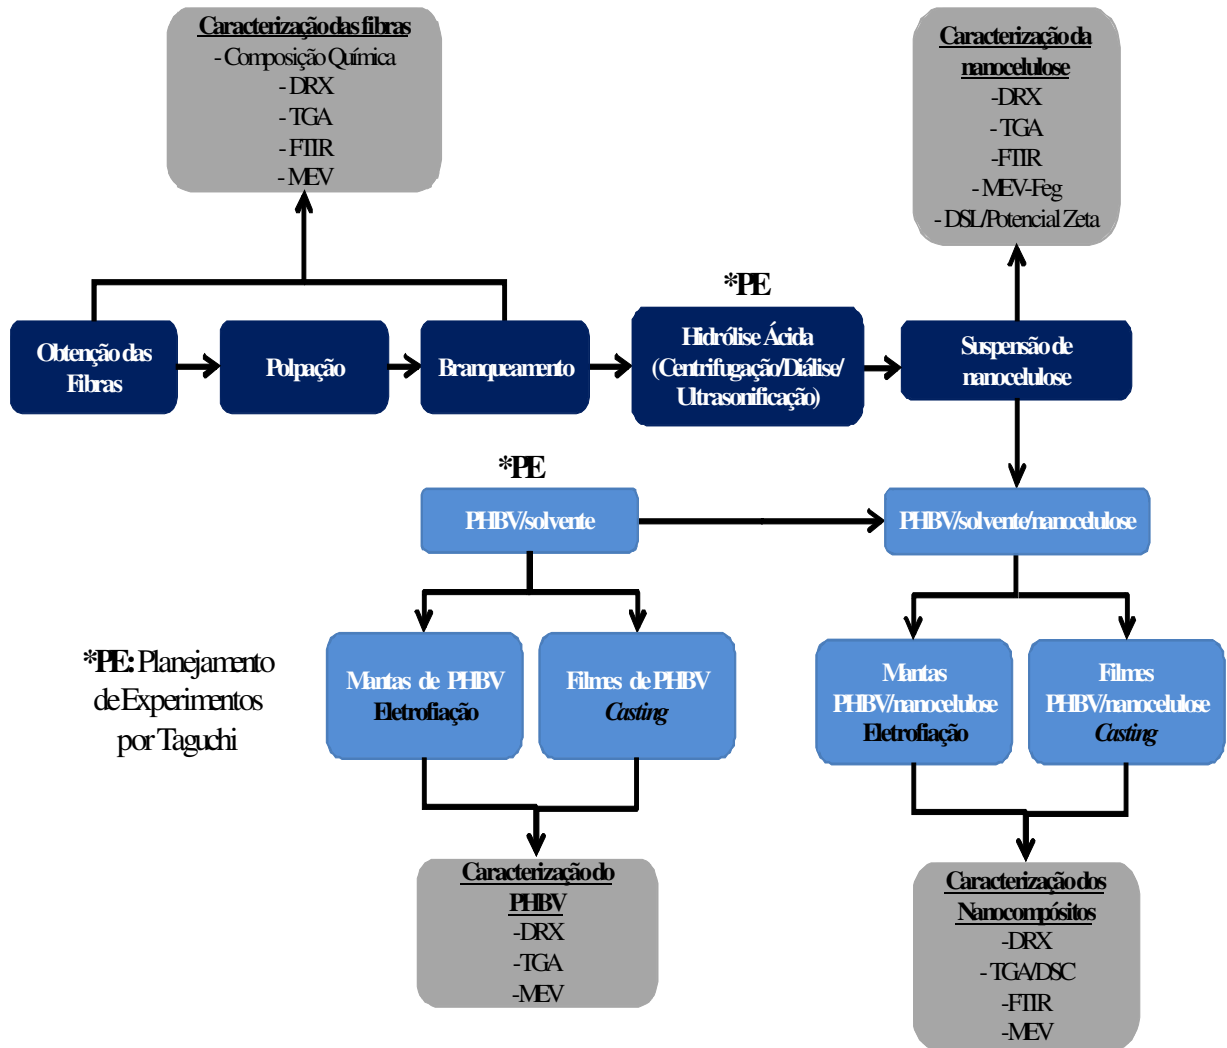 Caracterização das fibras
- Composição Química
- DRX
- TGA
- FTIR
- MEV
Caracterização da
nanocelulose
-DRX
- TGA
-FTIR
- MEV-Feg
- DSL/Potencial Zeta
*PE
Obtenção das
Fibras
Polpação
Branqueamento
Hidrólise Ácida
(Centrifugação/Diálise/
Ultrasonificação)
Suspensão de
nanocelulose
*PE
PHBV/solvente
PHBV/solvente/nanocelulose
*PE: Planejamento
de Experimentos
por Taguchi
Mantas de PHBV
Eletrofiação
Filmes de PHBV
Casting
Mantas
PHBV/nanocelulose
Eletrofiação
Filmes
PHBV/nanocelulose
Casting
Caracterização do
PHBV
-DRX
-TGA
-MEV
Caracterização dos
Nanocompósitos
-DRX
- TGA/DSC
-FTIR
-MEV